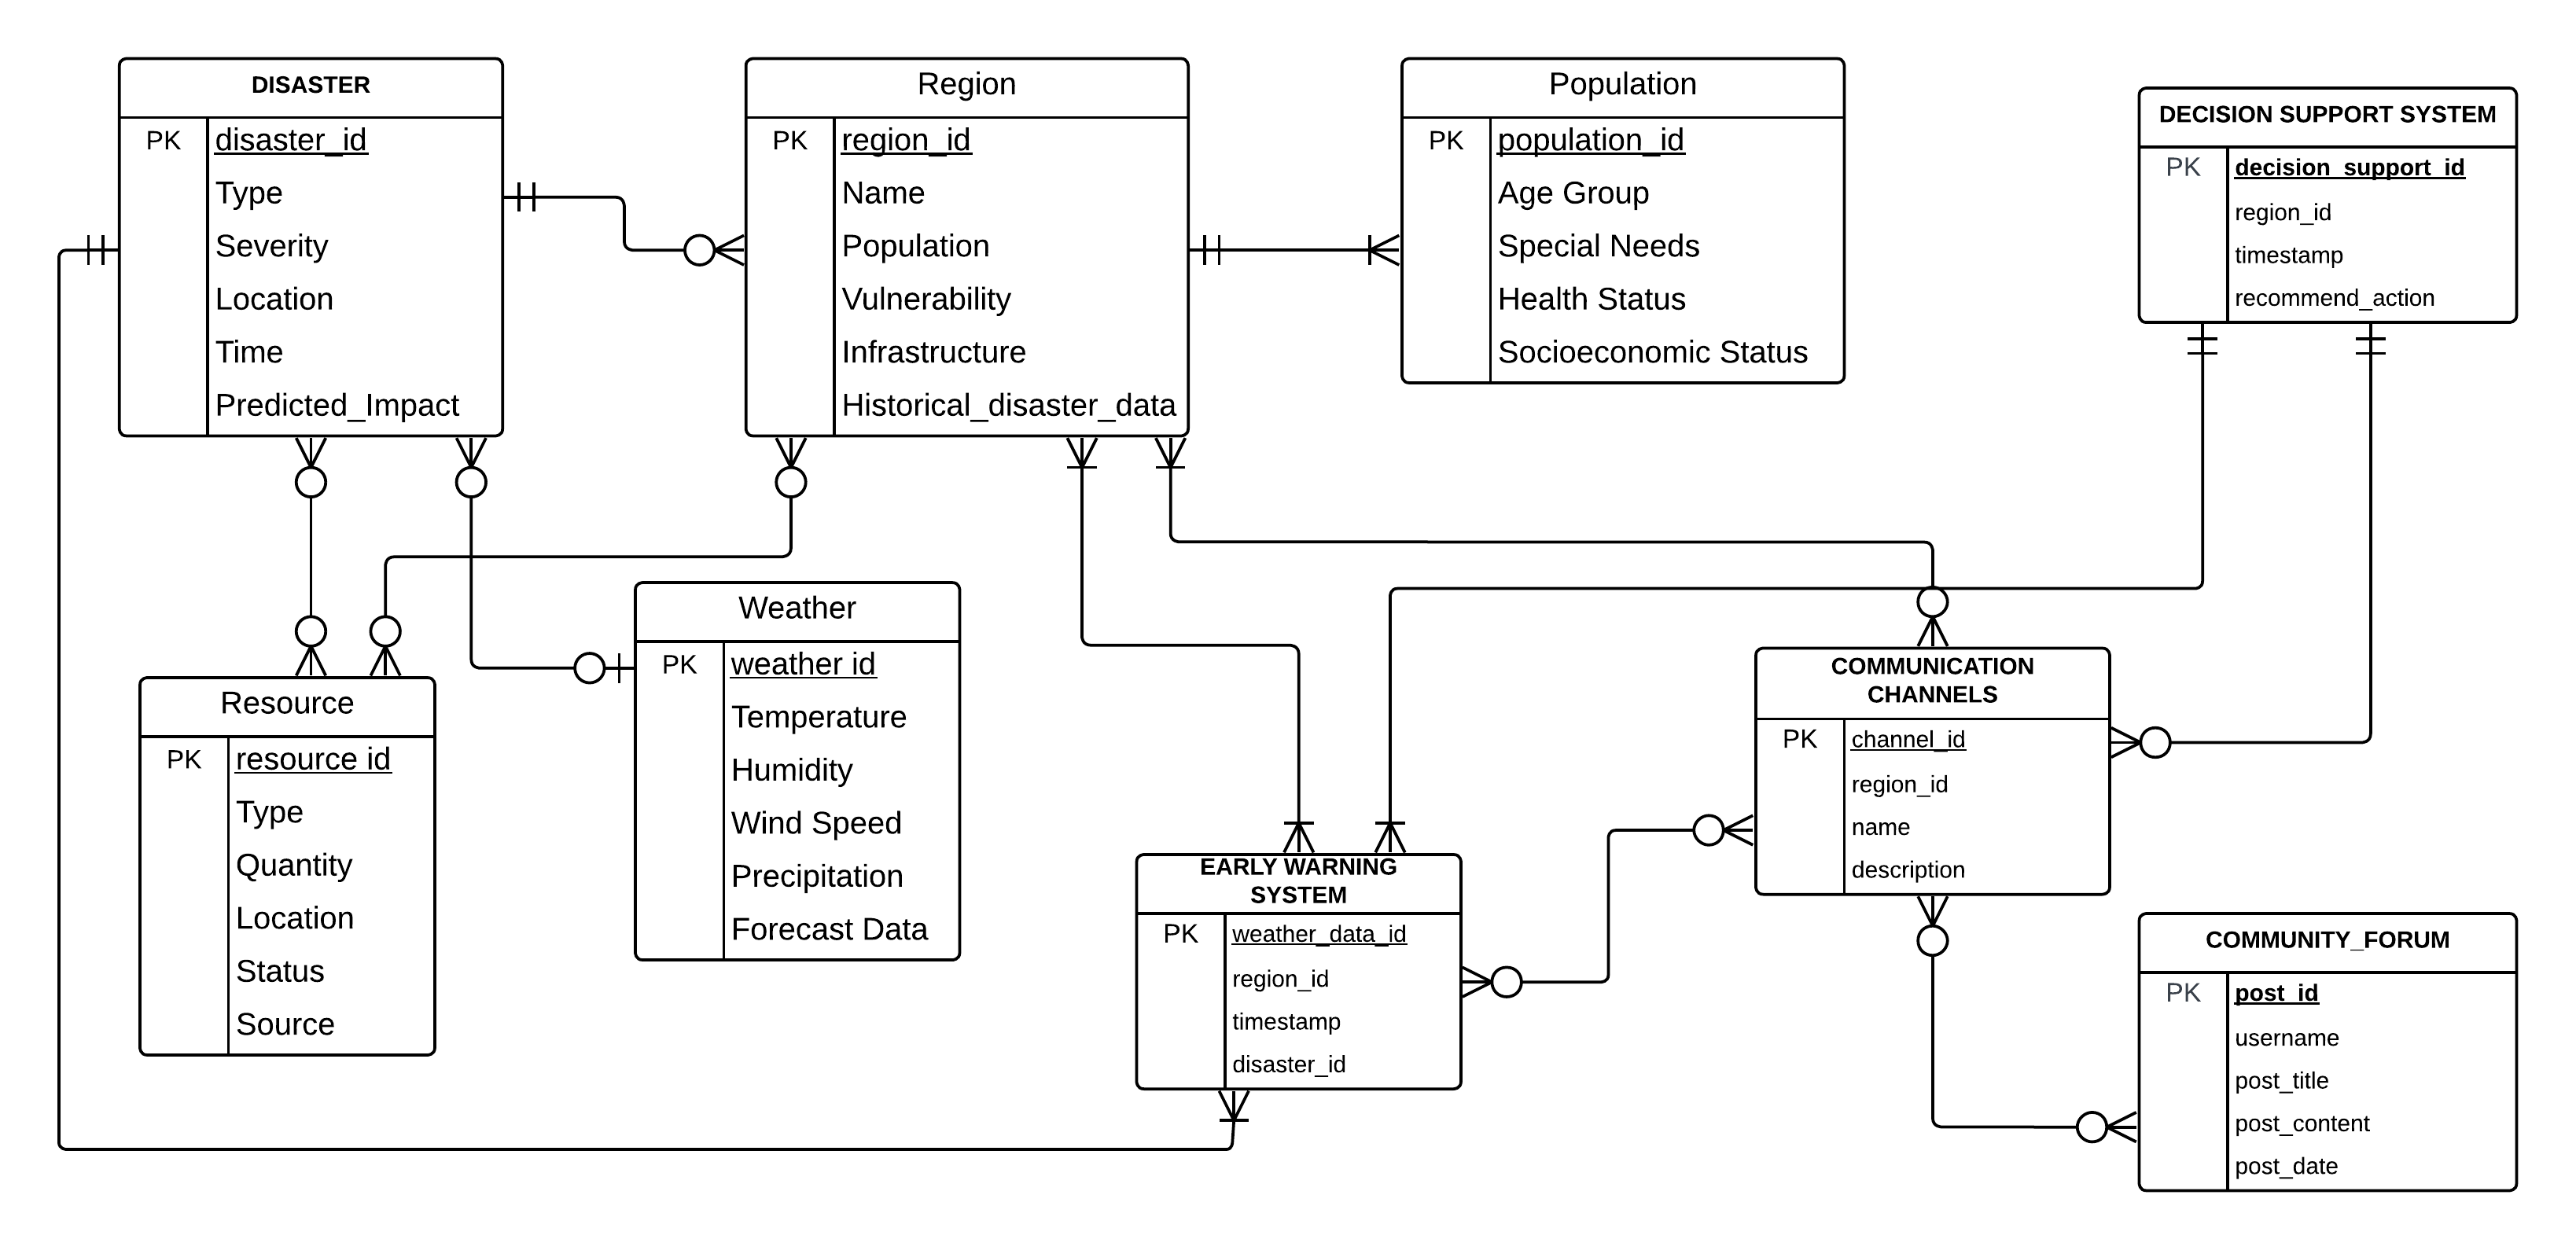 DISASTER
PK disaster_id
Type
Severity
Location
Time
Predicted_Impact
Region
PK region_id
Name
Population
Vulnerability
Infrastructure
Historical_disaster_data
Population
PK population_id
Age Group
Special Needs
Health Status
Socioeconomic Status
DECISION SUPPORT SYSTEM
PK decision_support_id
region_id
timestamp
recommend_action
Resource
PK resource id
Type
Quantity
Location
Status
Source
Weather
PK weather id
Temperature
Humidity
Wind Speed
Precipitation
Forecast Data
EARLY WARNING
SYSTEM
PK weather_data_id
region_id
timestamp
disaster_id
COMMUNICATION
CHANNELS
PK channel_id
region_id
name
description
COMMUNITY_FORUM
PK post_id
username
post_title
post_content
post_date